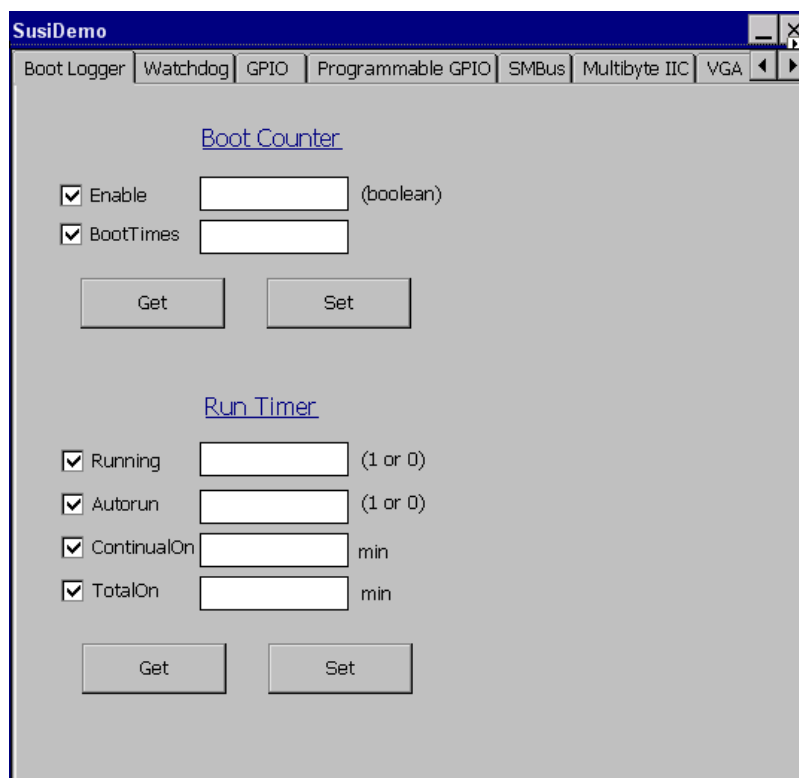 SusiDemo
Boot Logger Watchdog GPIO Programmable GPIO SMBus Multibyte IIC VGA
Boot Counter
Enable (boolean)
BootTimes
Get Set
Run Timer
Running (1 or 0)
Autorun (1 or 0)
ContinualOn min
TotalOn min
Get Set